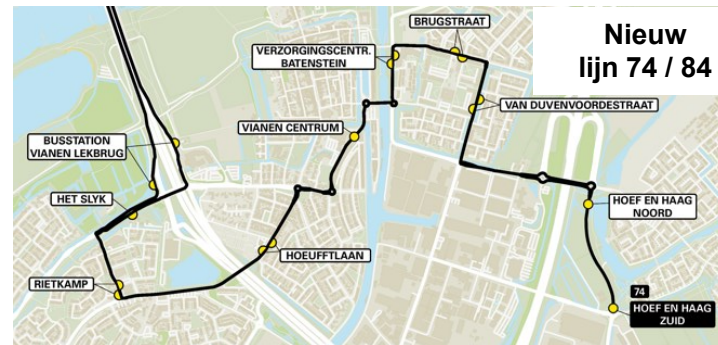 Nieuw
lijn 74 / 84
BRUGSTRAAT
VERZORGINGSCENTR.
BATENSTEIN
VAN DUVENVOORDESTRAAT
VIANEN CENTRUM
BUSSTATION
VIANEN LEKBRUG
HET SLYK
HOEF EN HAAG
NOORD
HOEUFFTLAAN
RIETKAMP
74
HOEF EN HAAG
ZUID